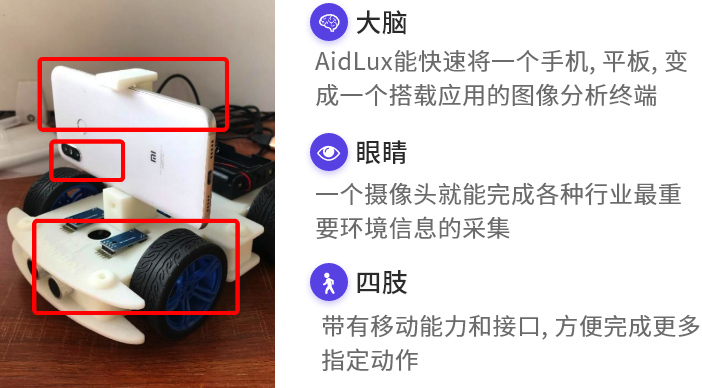 大脑
AidLux能快速将一个手机, 平板, 变
成一个搭载应用的图像分析终端
眼睛
一个摄像头就能完成各种行业最重
要环境信息的采集
四肢
带有移动能力和接口, 方便完成更多
指定动作